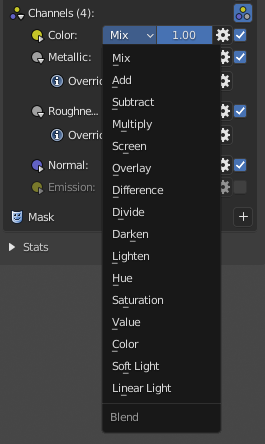 Channels (4):
Color: Mix 1.00
Metallic:
Mix
Overric
Add
Subtract
Roughne...
Multiply
Overric
Screen
Overlay
Normal:
Difference
Emission:
Divide
Mask
Darken
Stats
Lighten
Hue
Saturation
Value
Color
Soft Light
Linear Light
Blend